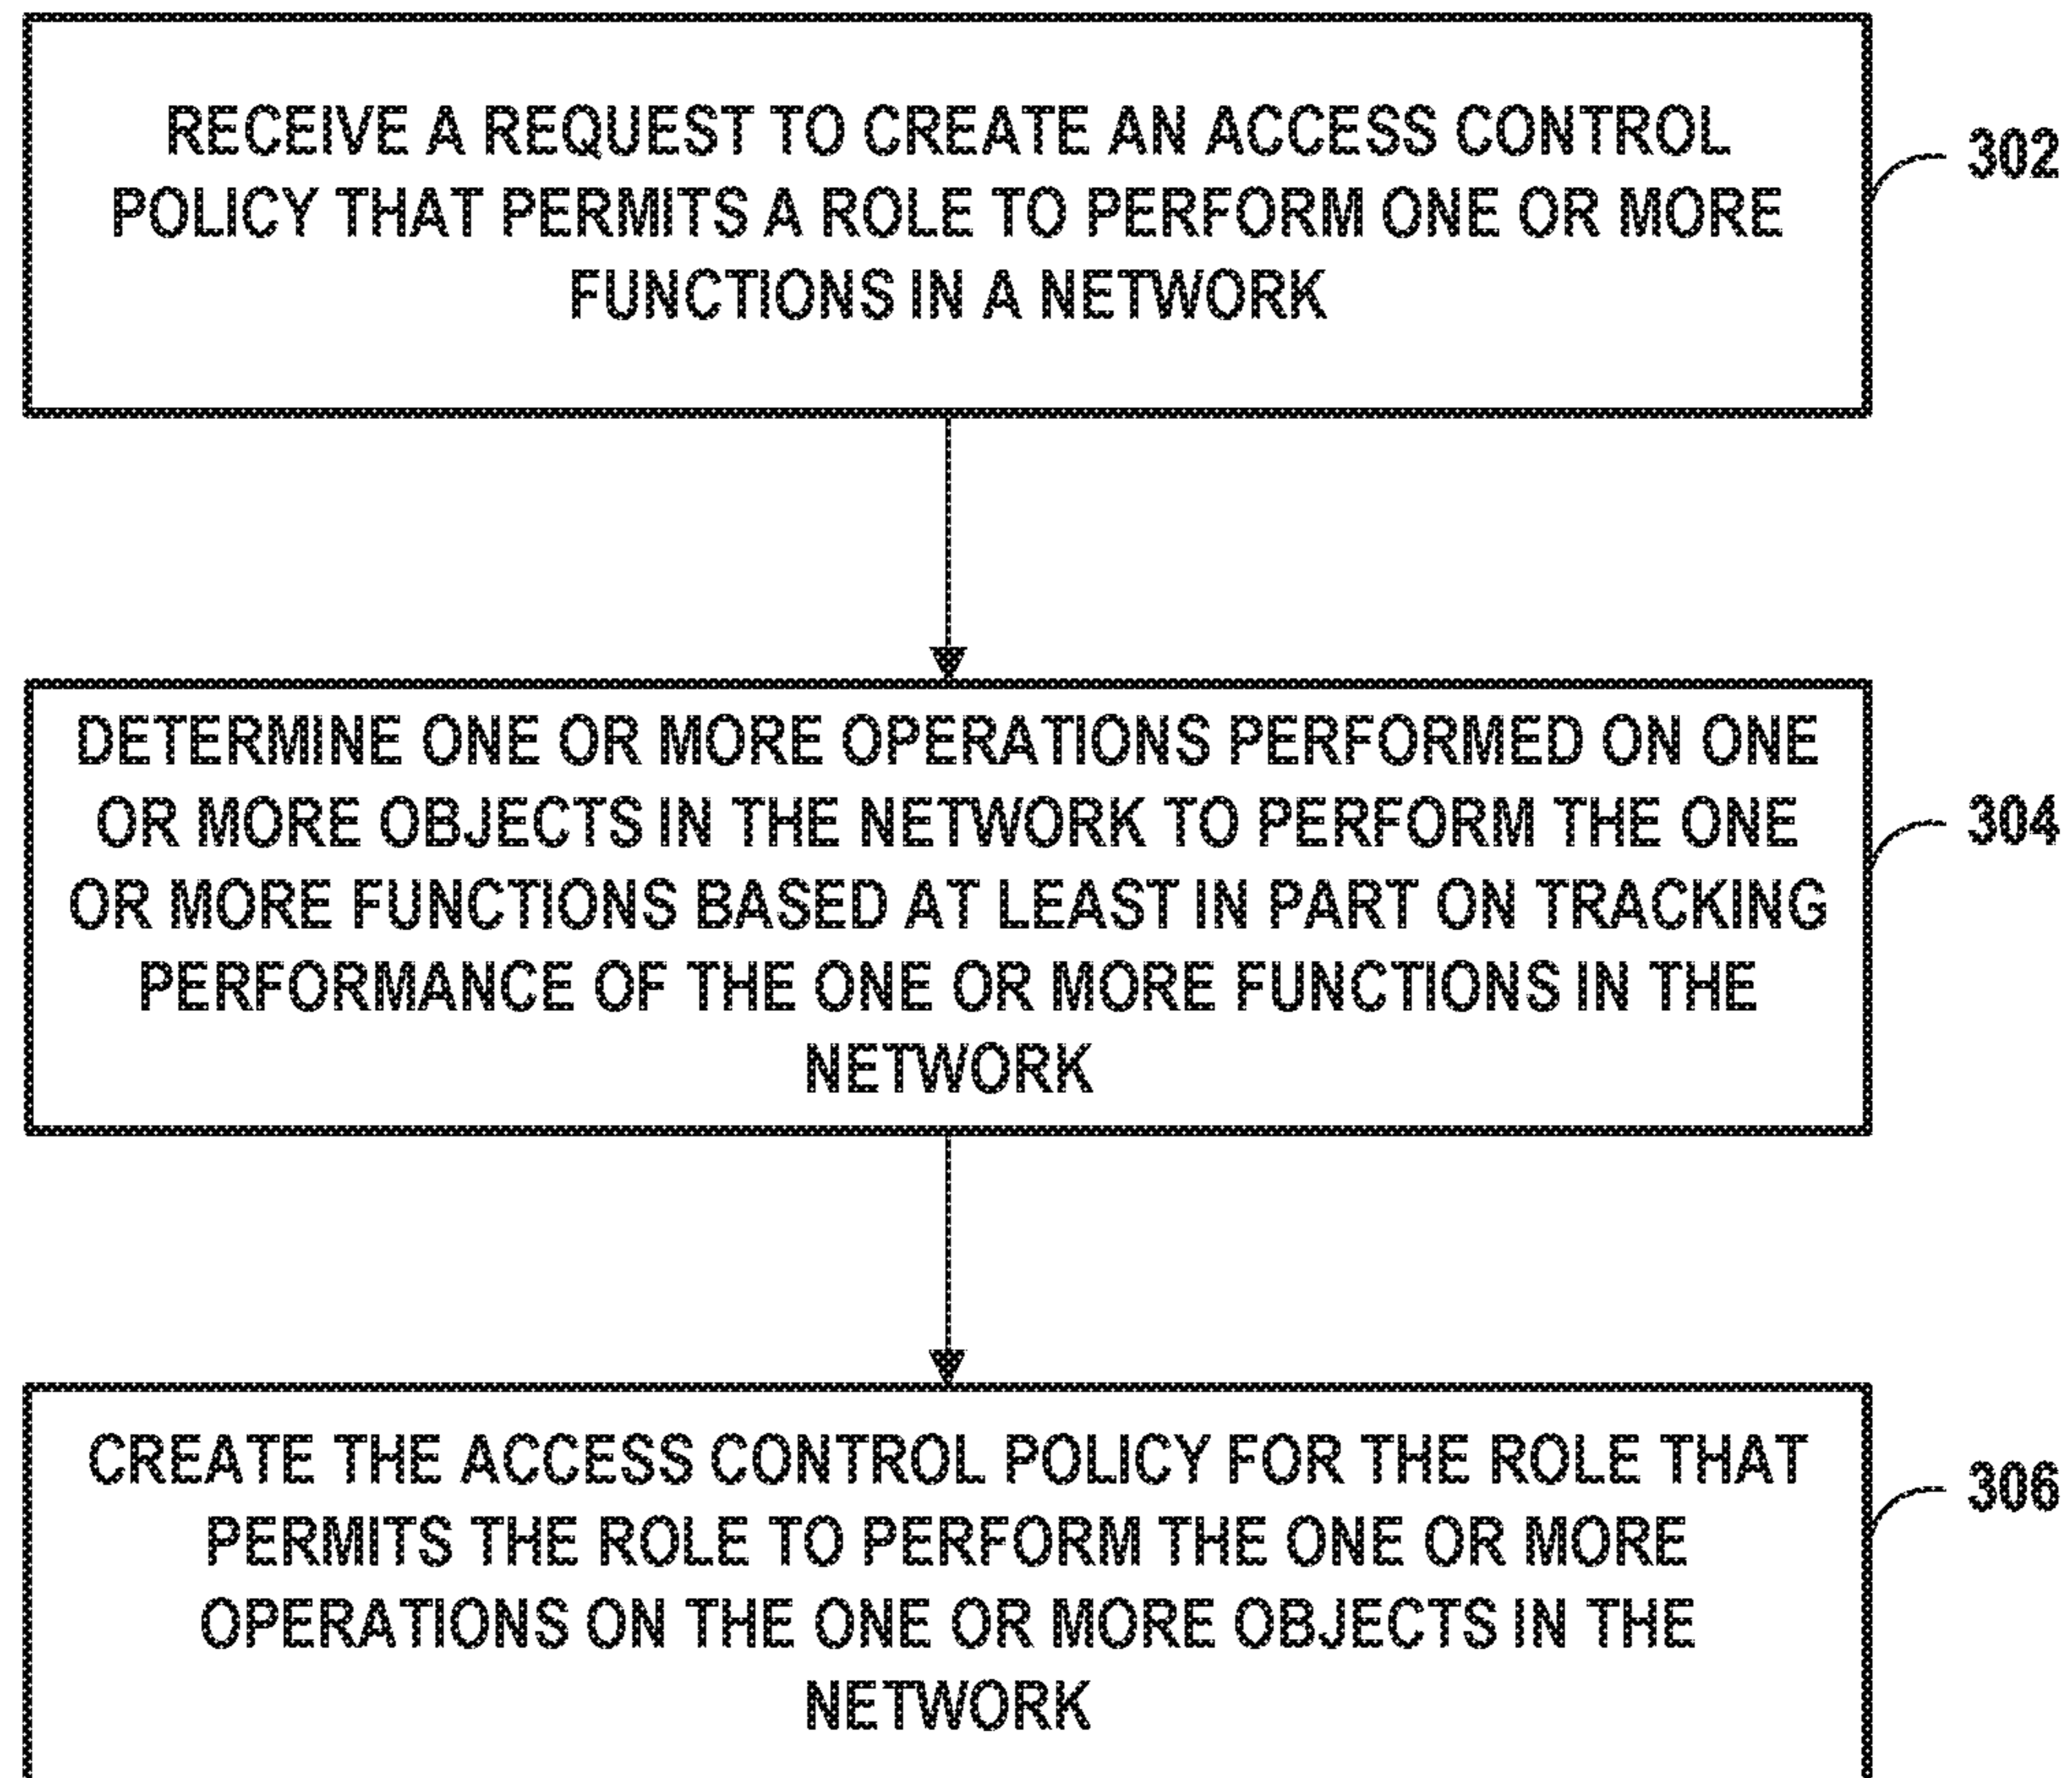 RECEIVE A REQUEST TO CREATE AN ACCESS CONTROL
POLICY THAT PERMITS A ROLE TO PERFORM ONE OR MORE
FUNCTIONS IN A NETWORK
302
DETERMINE ONE OR MORE OPERATIONS PERFORMED ON ONE
OR MORE OBJECTS IN THE NETWORK TO PERFORM THE ONE
OR MORE FUNCTIONS BASED AT LEAST IN PART ON TRACKING
PERFORMANCE OF THE ONE OR MORE FUNCTIONS IN THE
NETWORK
304
CREATE THE ACCESS CONTROL POLICY FOR THE ROLE THAT
PERMITS THE ROLE TO PERFORM THE ONE OR MORE
OPERATIONS ON THE ONE OR MORE OBJECTS IN THE
NETWORK
306